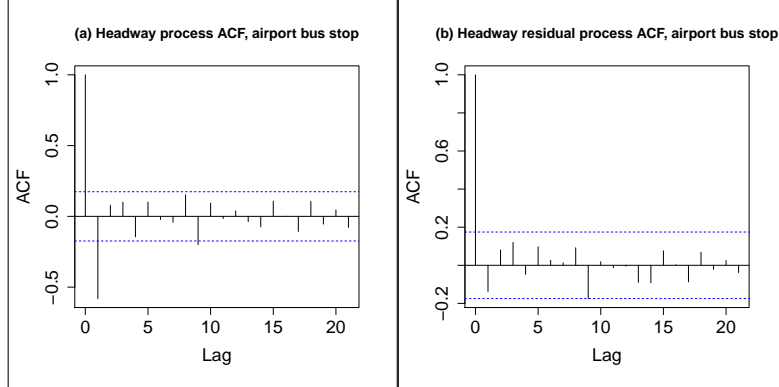 (a) Headway process ACF, airport bus stop
ACF
1.0
0.5
0.0
−0.5
0 5 10 15 20
Lag
(b) Headway residual process ACF, airport bus stop
ACF
1.0
0.6
0.2
−0.2
0 5 10 15 20
Lag